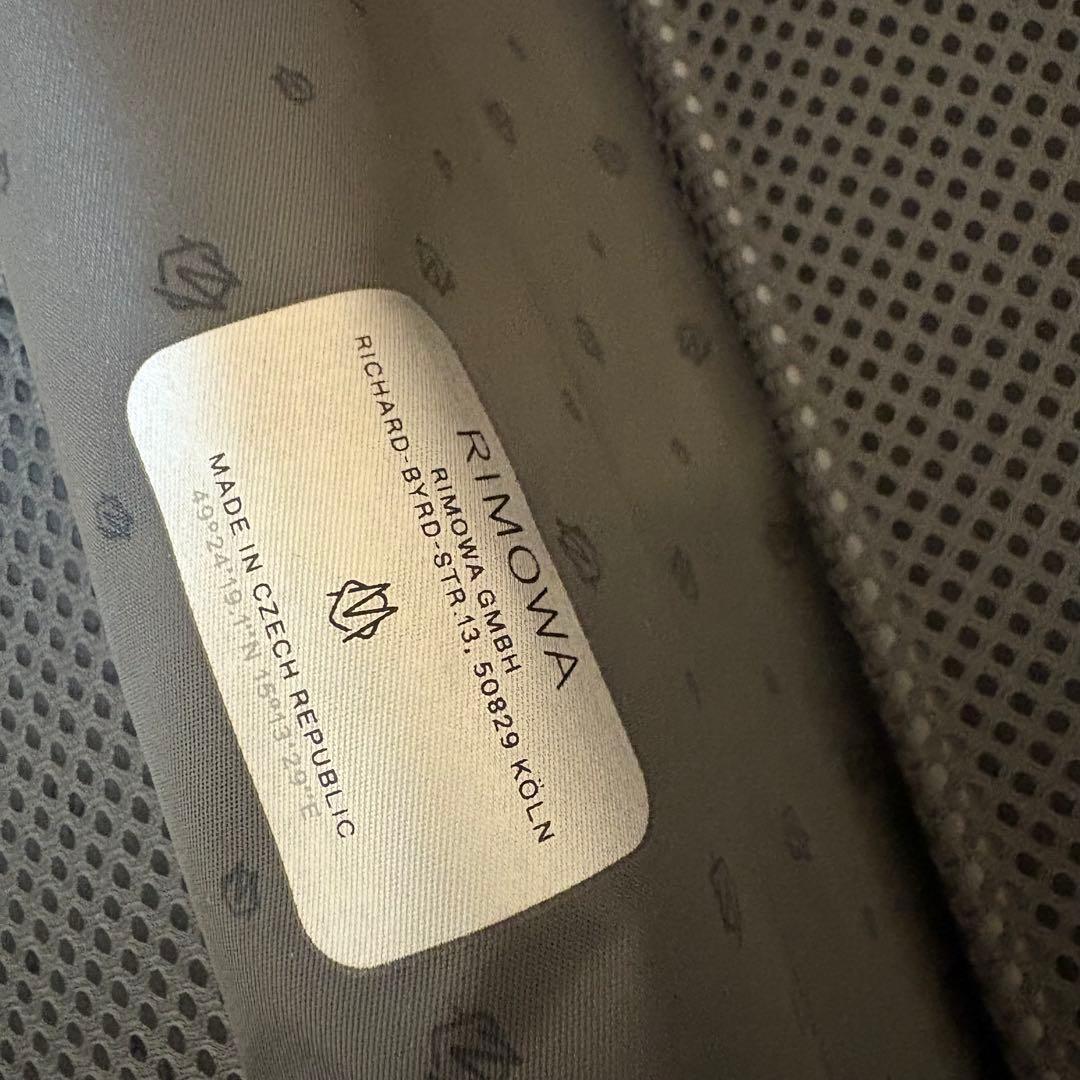 RIMOWA
RIMOWA GMBH
RICHARD-BYRD-STR.13, 50829 KÖLN
MADE IN CZECH REPUBLIC
49°24'19.1"N 15°13'29"E